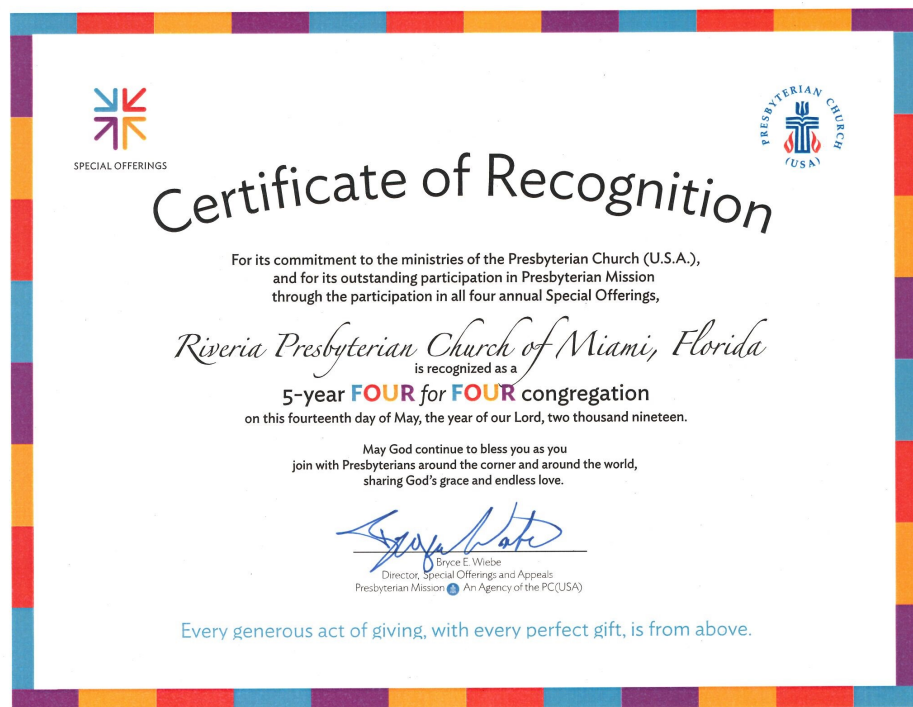 SPECIAL OFFERINGS
PRESBYTERIAN CHURCH
(USA)
Certificate of Recognition
For its commitment to the ministries of the Presbyterian Church (U.S.A.),
and for its outstanding participation in Presbyterian Mission
through the participation in all four annual Special Offerings,
Riveria Presbyterian Church of Miami, Florida
is recognized as a
5-year FOUR for FOUR congregation
on this fourteenth day of May, the year of our Lord, two thousand nineteen.
May God continue to bless you as you
join with Presbyterians around the corner and around the world,
sharing God's grace and endless love.
Bryce E. Wiebe
Director, Special Offerings and Appeals
Presbyterian Mission An Agency of the PC(USA)
Every generous act of giving, with every perfect gift, is from above.